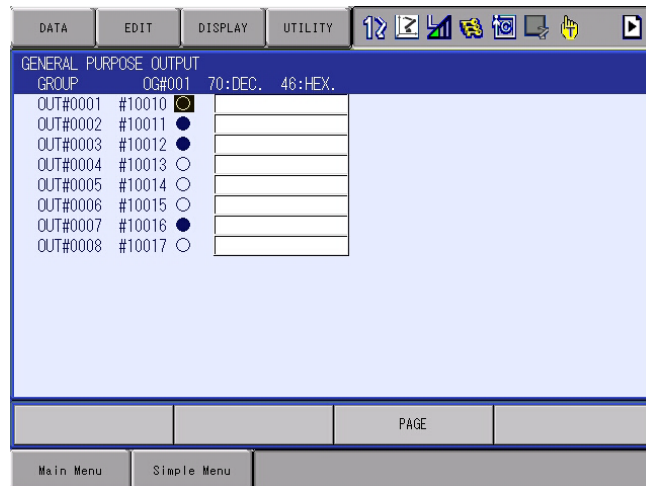 DATA EDIT DISPLAY UTILITY
GENERAL PURPOSE OUTPUT
GROUP OG#001 70:DEC. 46:HEX.
OUT#0001 #10010
OUT#0002 #10011
OUT#0003 #10012
OUT#0004 #10013
OUT#0005 #10014
OUT#0006 #10015
OUT#0007 #10016
OUT#0008 #10017
PAGE
Main Menu Simple Menu